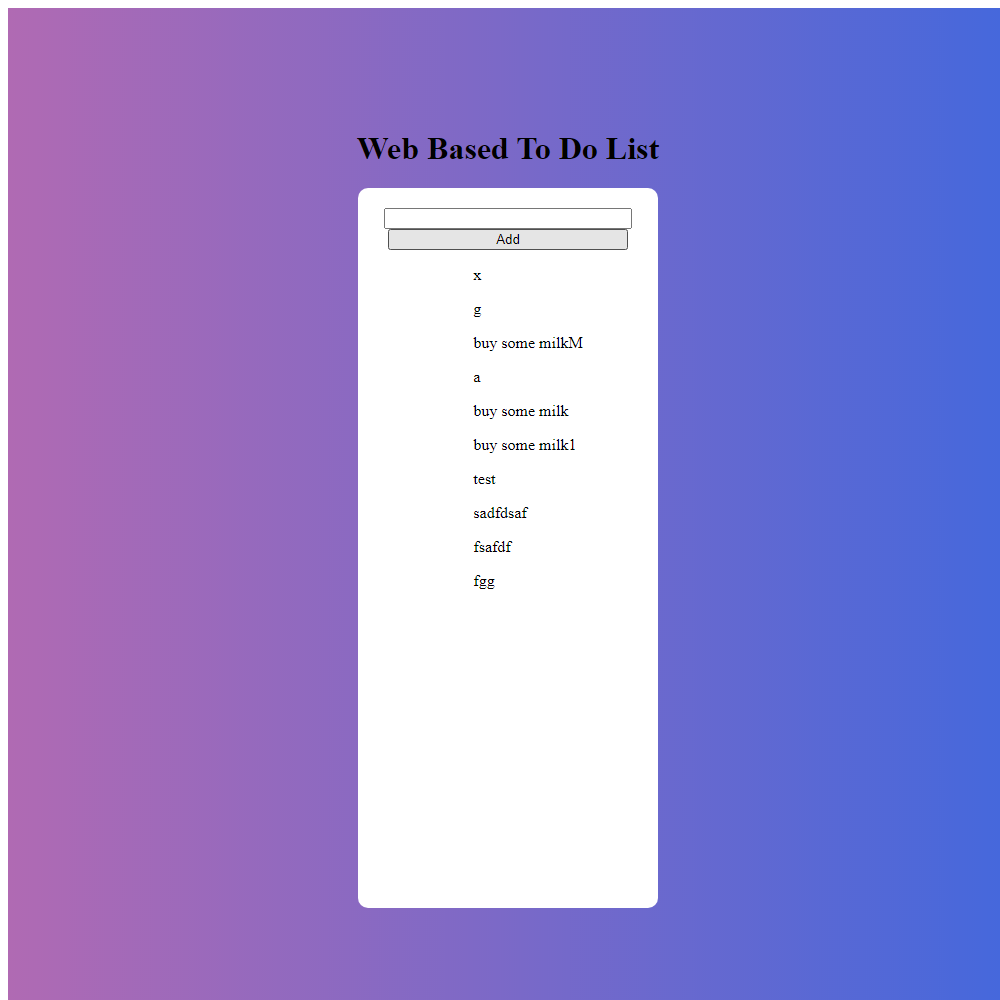 Web Based To Do List
Add
x
g
buy some milkM
a
buy some milk
buy some milk1
test
sadfdsaf
fsafdf
fgg